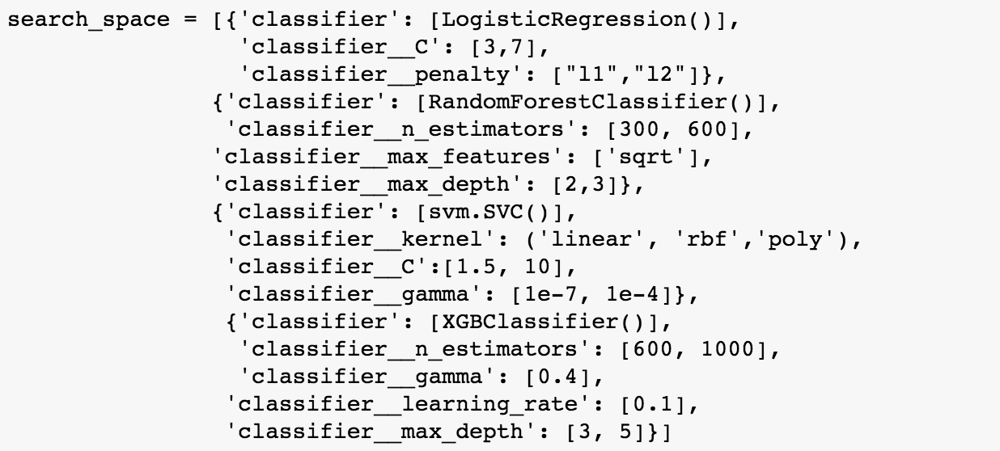 search_space = [{'classifier': [LogisticRegression()],
'classifier__C': [3,7],
'classifier__penalty': ["l1","l2"]},
{'classifier': [RandomForestClassifier()],
'classifier__n_estimators': [300, 600],
'classifier__max_features': ['sqrt'],
'classifier__max_depth': [2,3]},
{'classifier': [svm.SVC()],
'classifier__kernel': ('linear', 'rbf','poly'),
'classifier__C':[1.5, 10],
'classifier__gamma': [1e-7, 1e-4]},
{'classifier': [XGBClassifier()],
'classifier__n_estimators': [600, 1000],
'classifier__gamma': [0.4],
'classifier__learning_rate': [0.1],
'classifier__max_depth': [3, 5]}]